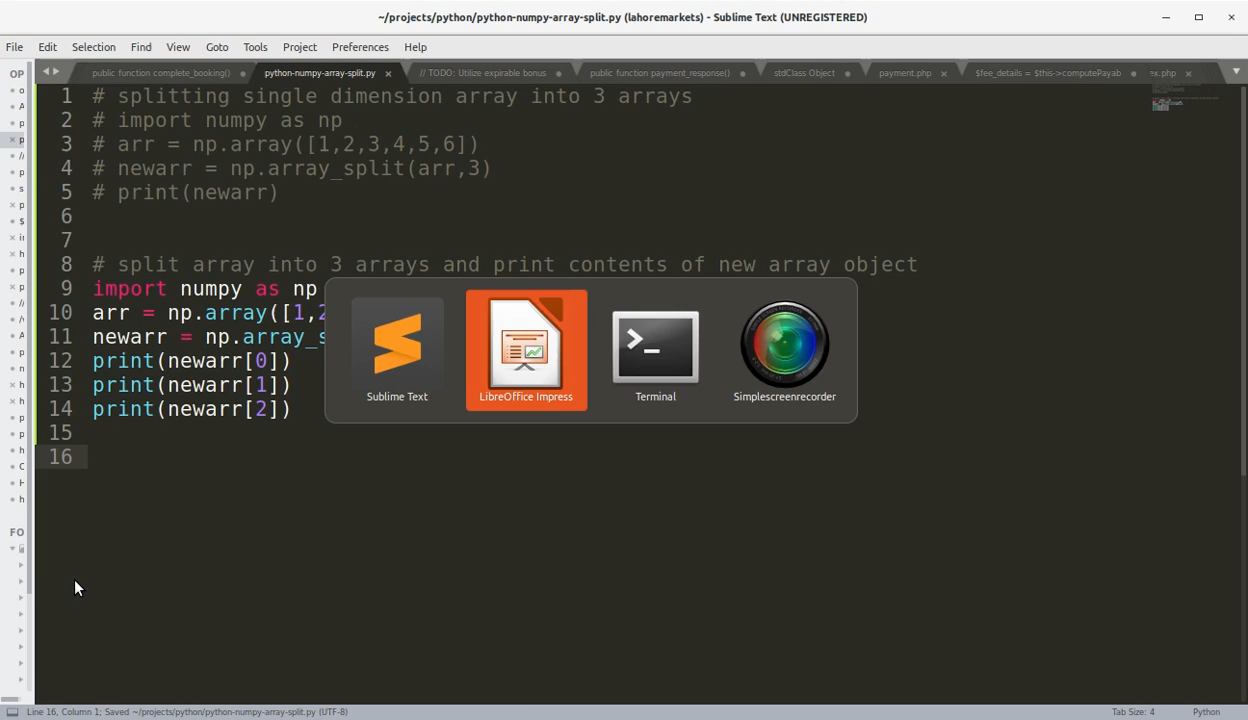 ~/projects/python/python-numpy-array-split.py (lahoremarkets) - Sublime Text (UNREGISTERED)
File Edit Selection Find View Goto Tools Project Preferences Help
public function complete_booking() python-numpy-array-split.py // TODO: Utilize expirable bonus public function payment_response() stdClass Object payment.php $fee_details = $this->computePayab ex.php
OP
1 # splitting single dimension array into 3 arrays
2 # import numpy as np
3 # arr = np.array([1,2,3,4,5,6])
4 # newarr = np.array_split(arr,3)
5 # print(newarr)
6
7
8 # split array into 3 arrays and print contents of new array object
9 import numpy as np
10 arr = np.array([1,2
11 newarr = np.array_s
12 print(newarr[0])
13 print(newarr[1])
14 print(newarr[2])
15
16
Sublime Text LibreOffice Impress Terminal Simplescreenrecorder
FO
Line 16, Column 1; Saved ~/projects/python/python-numpy-array-split.py (UTF-8) Tab Size: 4 Python